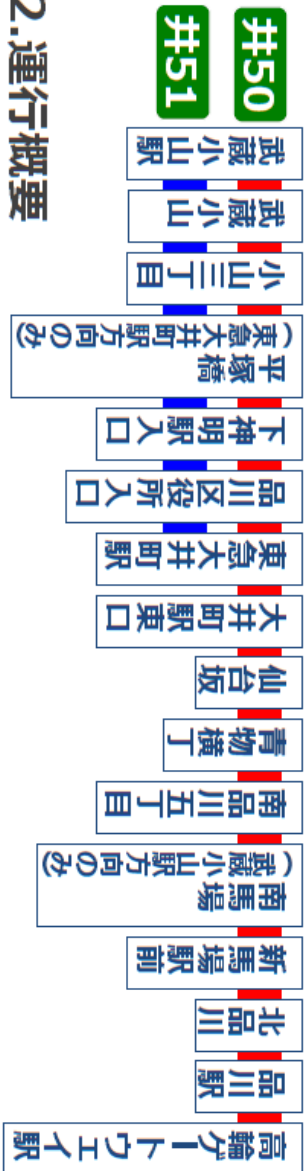 井50
井51
武蔵小山駅
武蔵小山
小山三丁目
平塚橋
(東急大井町駅方向のみ)
下神明駅入口
品川区役所入口
東急大井町駅
大井町駅東口
仙台坂
青物横丁
南品川五丁目
南馬場
(武蔵小山駅方向のみ)
新馬場駅前
北品川
品川駅
高輪ゲートウェイ駅
2.運行概要